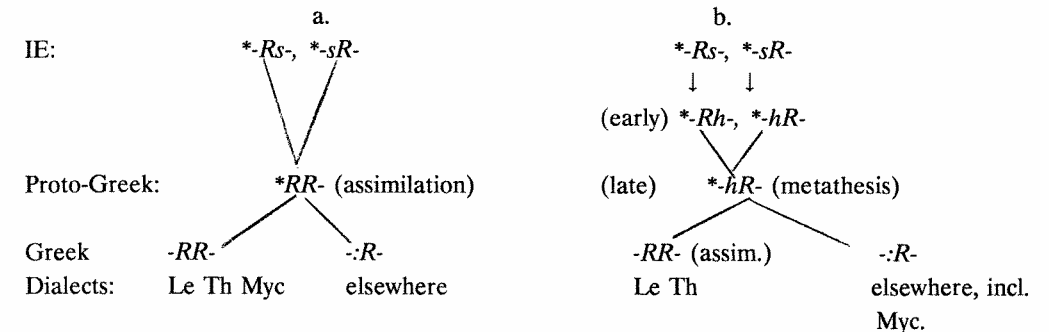 a. b.
IE: *-Rs-, *-sR- *-Rs-, *-sR-
↓ ↓
(early) *-Rh-, *-hR-
Proto-Greek: *RR- (assimilation) (late) *-hR- (metathesis)
Greek -RR- -:R- -RR- (assim.) -:R-
Dialects: Le Th Myc elsewhere Le Th elsewhere, incl.
Myc.